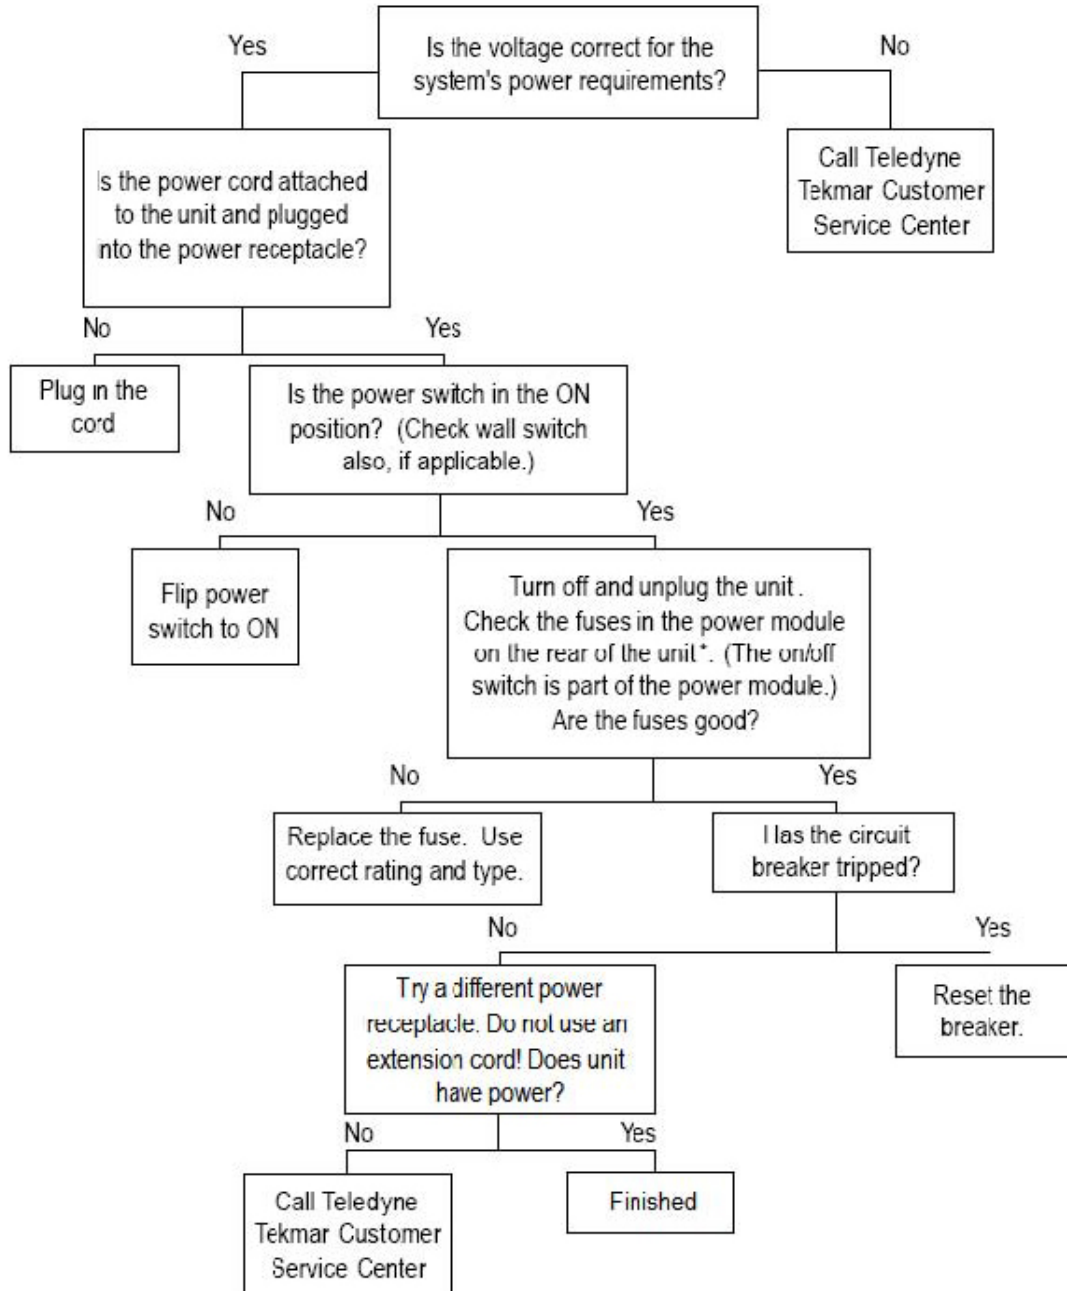 Yes
Is the voltage correct for the
system's power requirements?
No
Is the power cord attached
to the unit and plugged
into the power receptacle?
Call Teledyne
Tekmar Customer
Service Center
No
Yes
Plug in the
cord
Is the power switch in the ON
position? (Check wall switch
also, if applicable.)
No
Yes
Flip power
switch to ON
Turn off and unplug the unit.
Check the fuses in the power module
on the rear of the unit*. (The on/off
switch is part of the power module.)
Are the fuses good?
No
Yes
Replace the fuse. Use
correct rating and type.
Has the circuit
breaker tripped?
No
Yes
Try a different power
receptacle. Do not use an
extension cord! Does unit
have power?
Reset the
breaker.
No
Yes
Call Teledyne
Tekmar Customer
Service Center
Finished